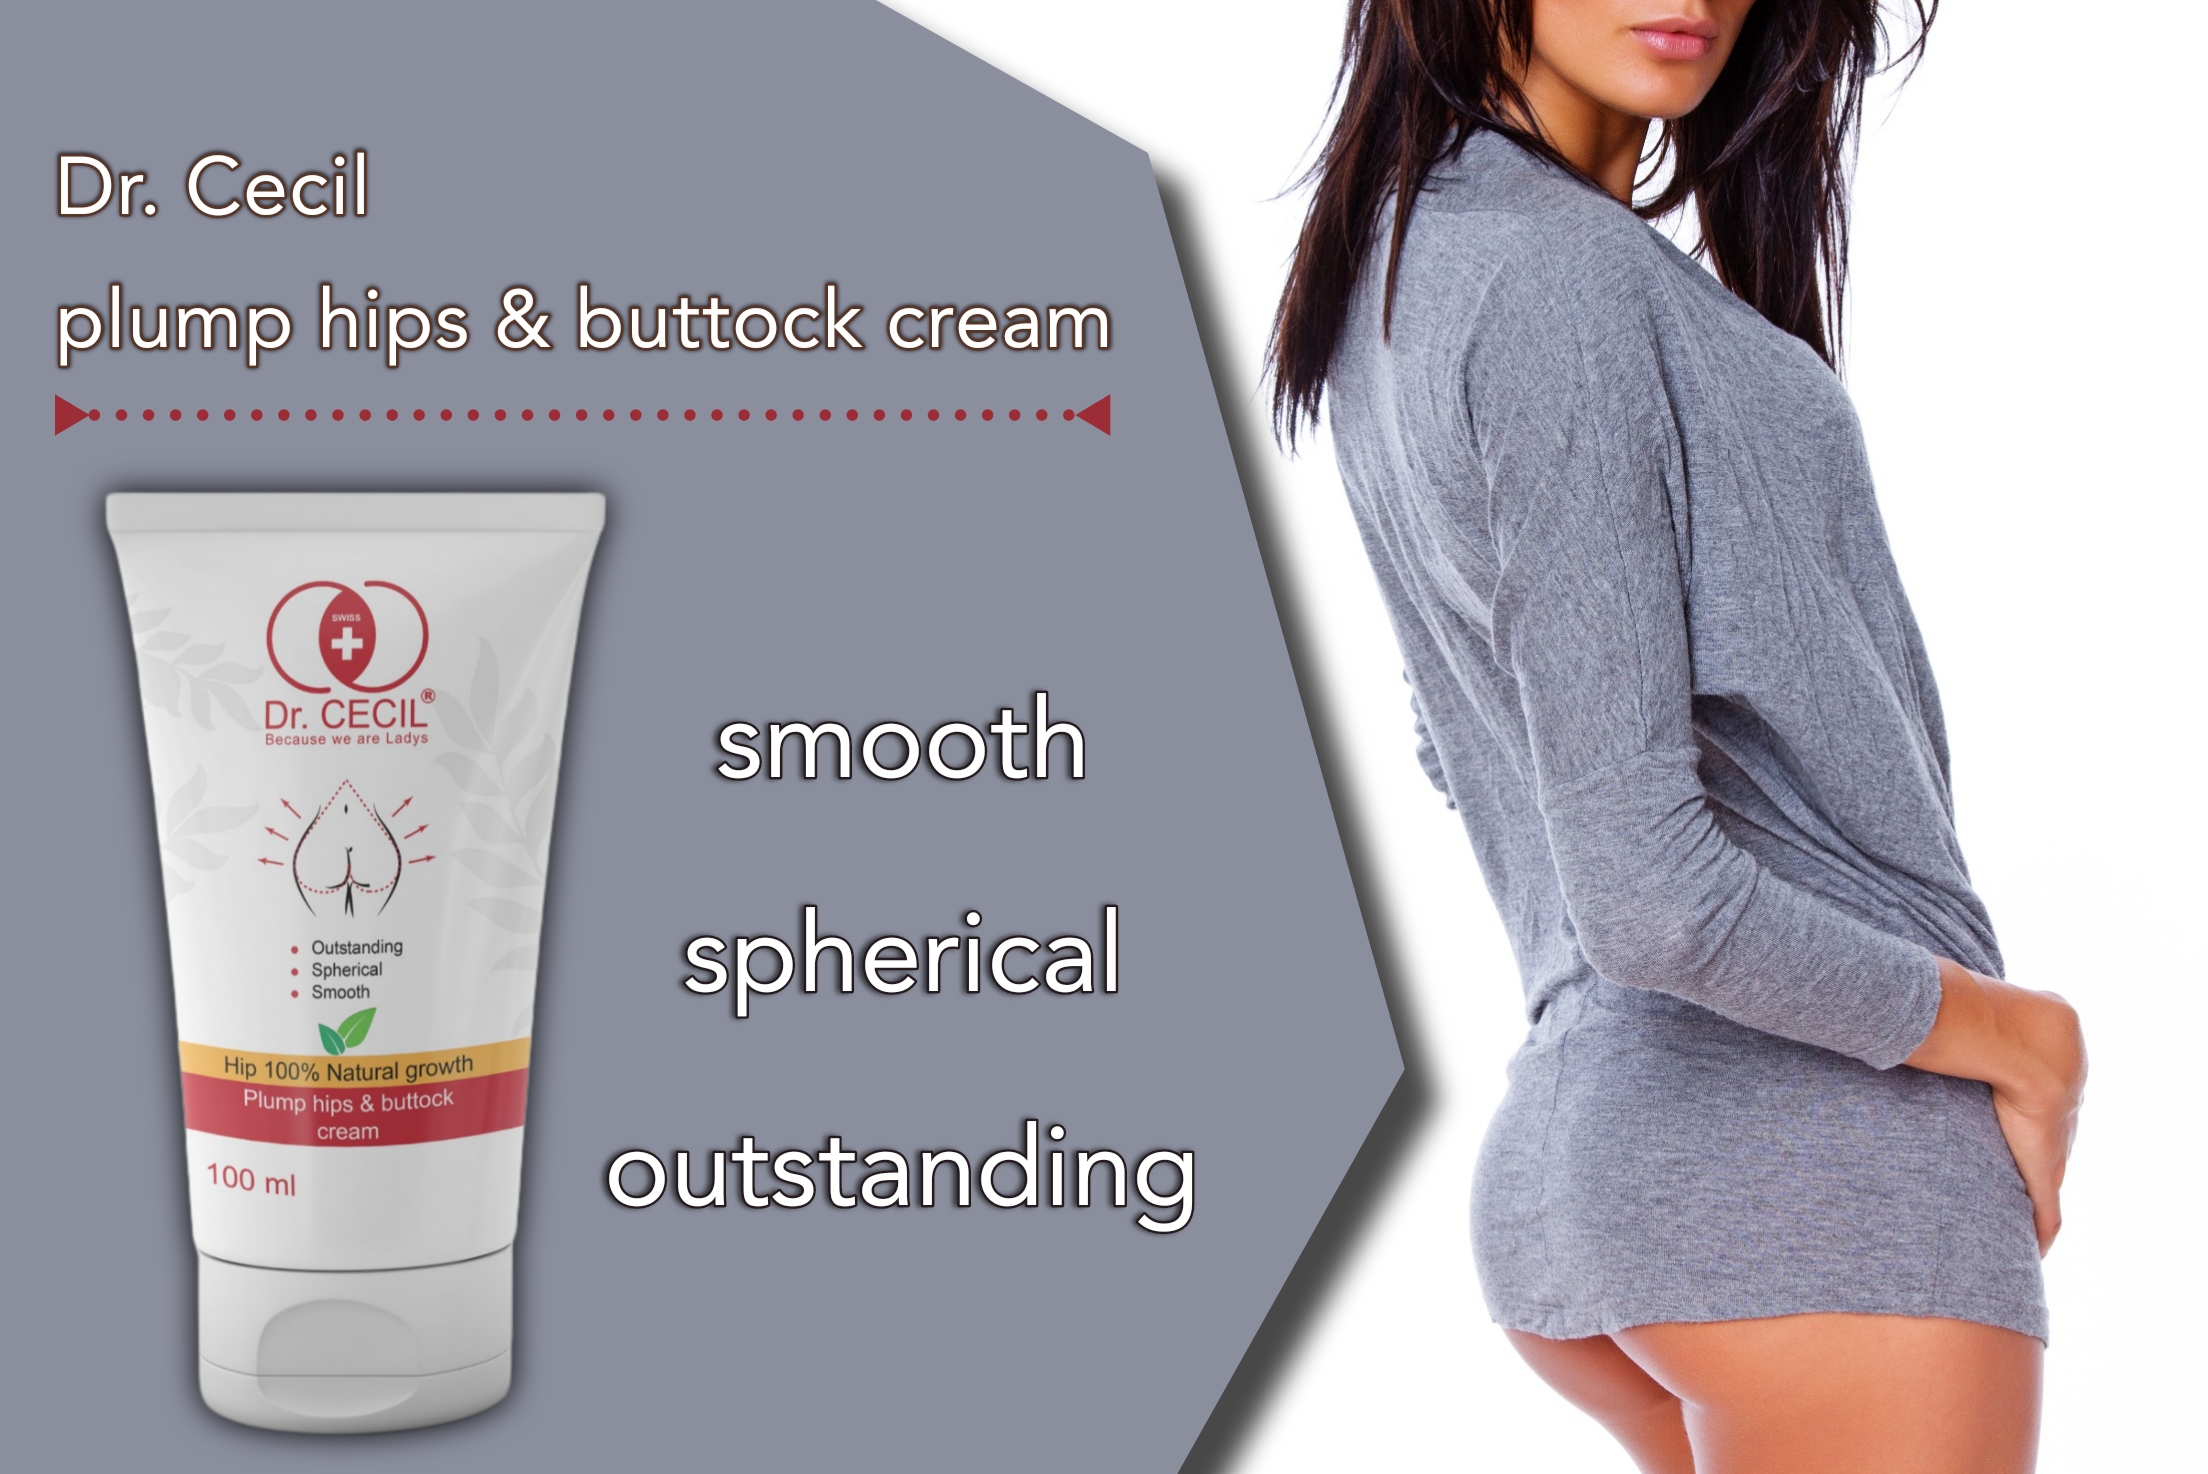 Dr. Cecil
plump hips & buttock cream
SWISS
Dr. CECIL®
Because we are Ladys
Outstanding
Spherical
Smooth
Hip 100% Natural growth
Plump hips & buttock
cream
100 ml
smooth
spherical
outstanding